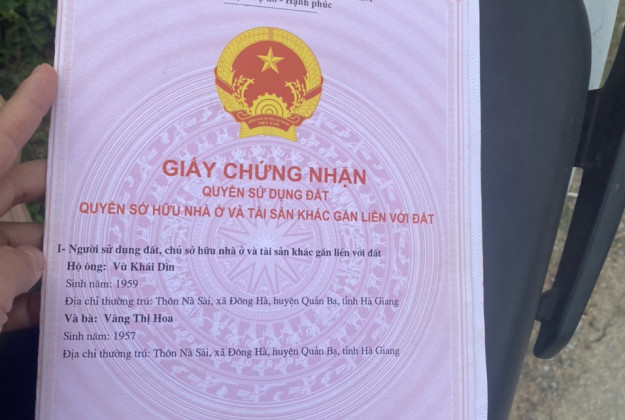 Hạnh phúc
GIẤY CHỨNG NHẬN
QUYỀN SỬ DỤNG ĐẤT
QUYỀN SỞ HỮU NHÀ Ở VÀ TÀI SẢN KHÁC GẮN LIỀN VỚI ĐẤT
I- Người sử dụng đất, chủ sở hữu nhà ở và tài sản khác gắn liền với đất
Hộ ông: Vù Khái Dìn
Sinh năm: 1959
Địa chỉ thường trú: Thôn Nà Sài, xã Đông Hà, huyện Quản Bạ, tỉnh Hà Giang
Và bà: Vàng Thị Hoa
Sinh năm: 1957
Địa chỉ thường trú: Thôn Nà Sài, xã Đông Hà, huyện Quản Bạ, tỉnh Hà Giang